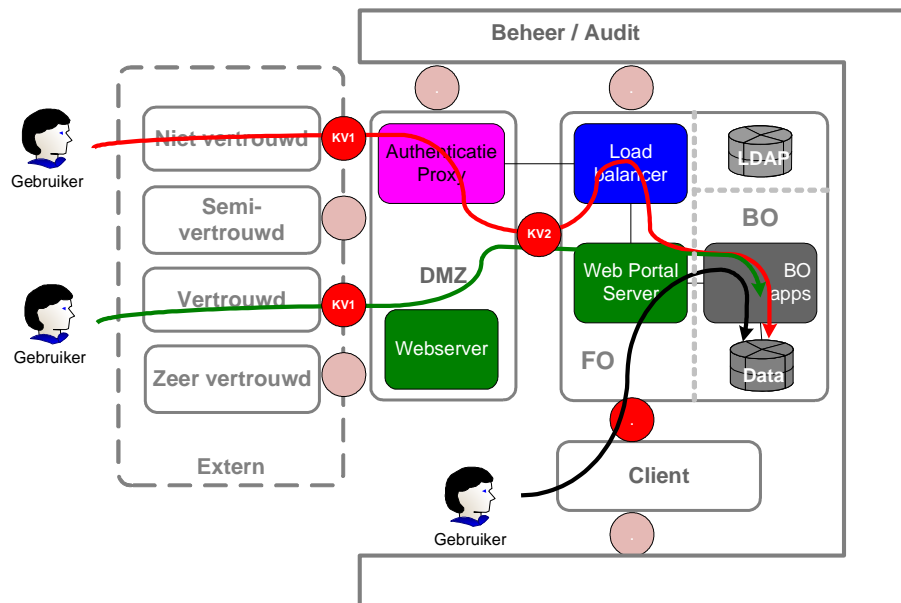 Beheer / Audit
Niet vertrouwd
KV1
Gebruiker
Semi-
vertrouwd
Vertrouwd
KV1
Gebruiker
Zeer vertrouwd
Extern
Authenticatie
Proxy
DMZ
Webserver
KV2
Load
balancer
LDAP
BO
Web Portal
Server
BO
apps
FO
Data
Client
Gebruiker